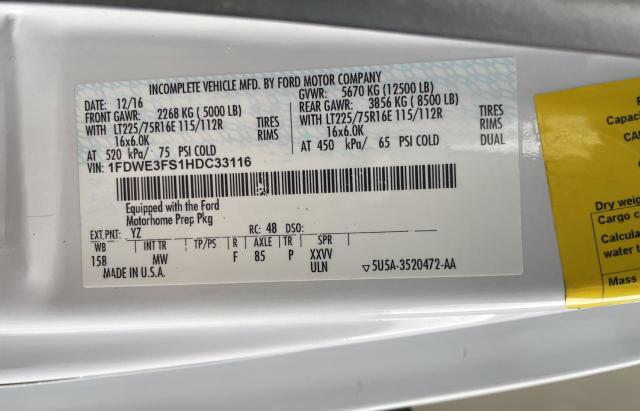 INCOMPLETE VEHICLE MFD. BY FORD MOTOR COMPANY
DATE: 12/16 GVWR: 5670 KG (12500 LB)
FRONT GAWR: 2268 KG ( 5000 LB) REAR GAWR: 3856 KG ( 8500 LB)
WITH LT225/75R16E 115/112R TIRES WITH LT225/75R16E 115/112R TIRES
16x6.0K RIMS 16x6.0K RIMS
AT 520 kPa/ 75 PSI COLD AT 450 kPa/ 65 PSI COLD DUAL
VIN: 1FDWE3FS1HDC33116
Equipped with the Ford
Motorhome Prep Pkg
EXT.PNT: YZ RC: 48 DSO:
WB INT TR TP/PS R AXLE TR SPR
158 MW F 85 P XXVV
ULN
MADE IN U.S.A. ▽5U5A-3520472-AA
Capacit
CA
Dry weig
Cargo c
Calcula
water t
Mass